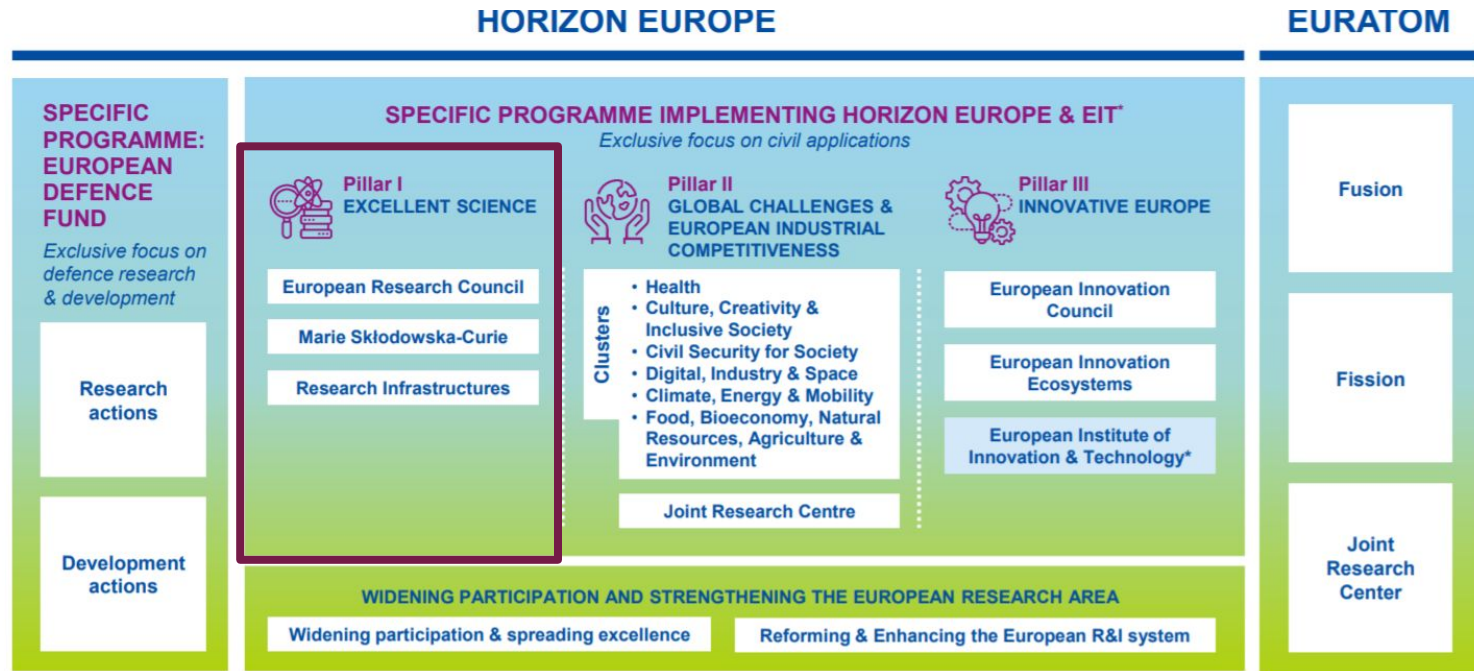 HORIZON EUROPE
EURATOM
SPECIFIC
PROGRAMME:
EUROPEAN
DEFENCE
FUND
Exclusive focus on
defence research
& development
Research
actions
Development
actions
SPECIFIC PROGRAMME IMPLEMENTING HORIZON EUROPE & EIT*
Exclusive focus on civil applications
Pillar I
EXCELLENT SCIENCE
European Research Council
Marie Skłodowska-Curie
Research Infrastructures
Pillar II
GLOBAL CHALLENGES &
EUROPEAN INDUSTRIAL
COMPETITIVENESS
Clusters
• Health
• Culture, Creativity &
Inclusive Society
• Civil Security for Society
• Digital, Industry & Space
• Climate, Energy & Mobility
• Food, Bioeconomy, Natural
Resources, Agriculture &
Environment
Joint Research Centre
Pillar III
INNOVATIVE EUROPE
European Innovation
Council
European Innovation
Ecosystems
European Institute of
Innovation & Technology*
WIDENING PARTICIPATION AND STRENGTHENING THE EUROPEAN RESEARCH AREA
Widening participation & spreading excellence
Reforming & Enhancing the European R&I system
Fusion
Fission
Joint
Research
Center